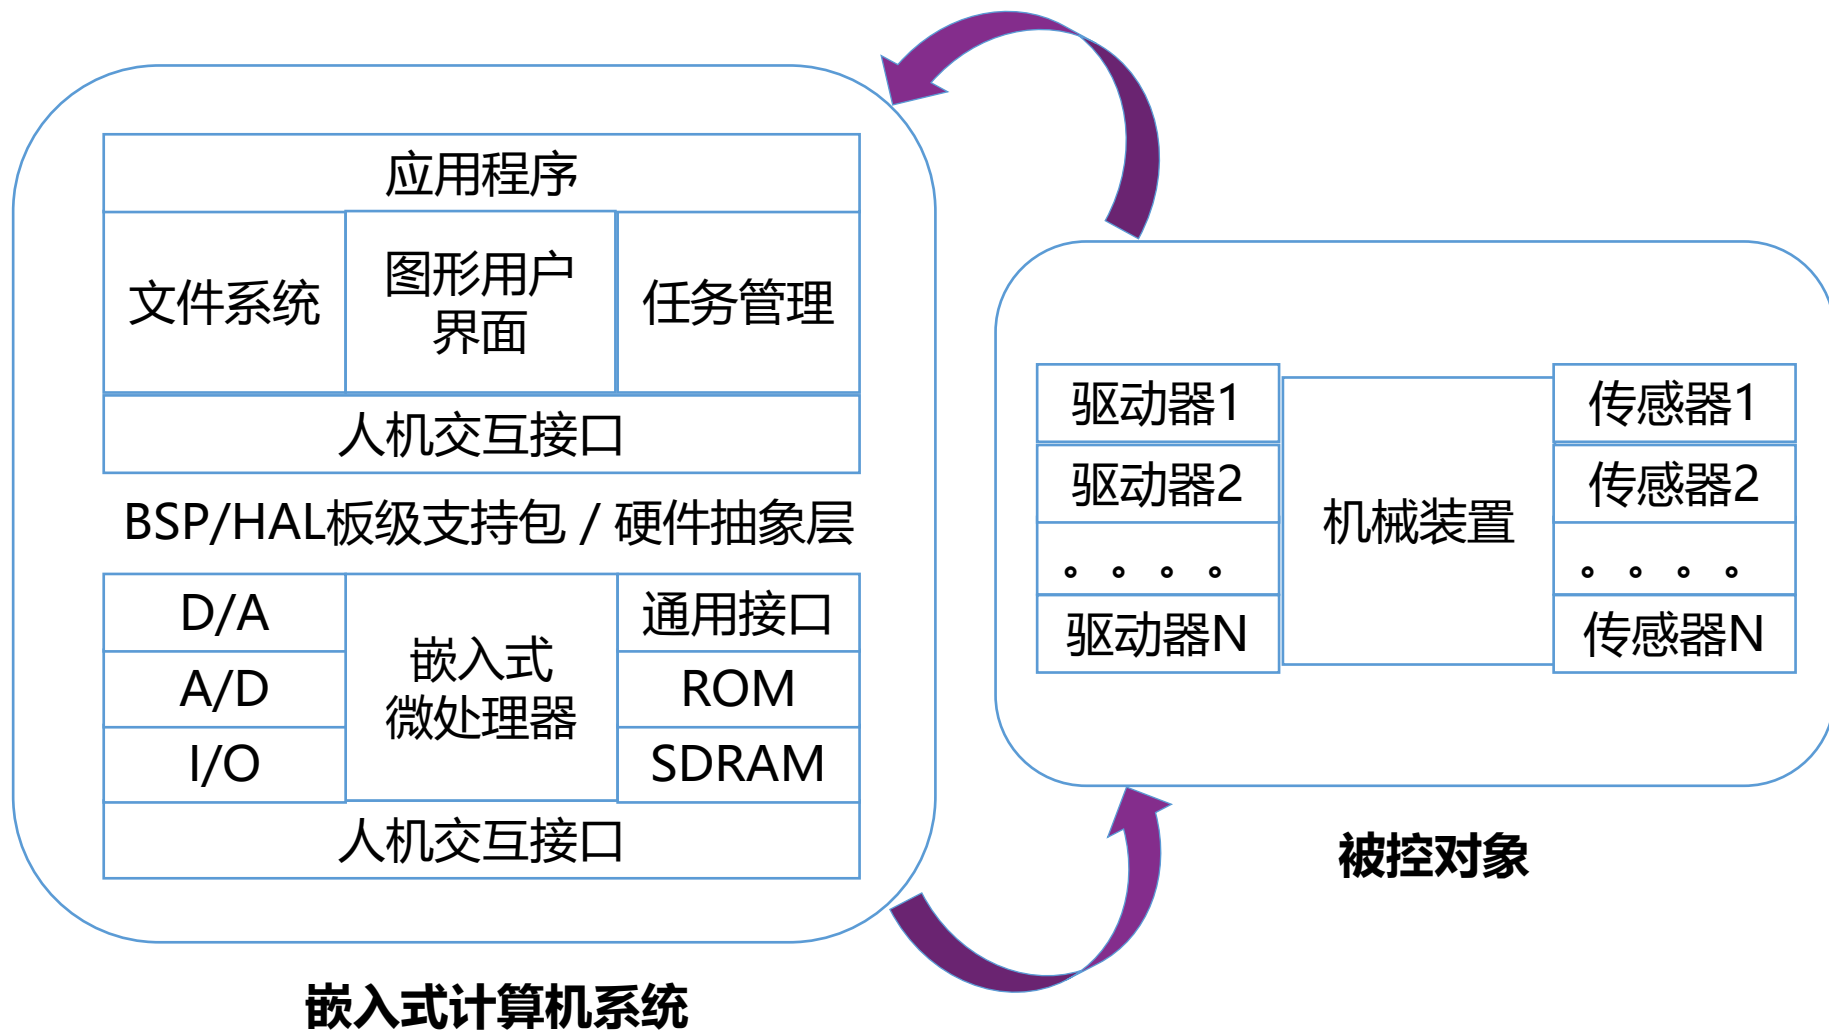 应用程序
文件系统
图形用户
界面
任务管理
人机交互接口
BSP/HAL板级支持包 / 硬件抽象层
D/A
A/D
I/O
嵌入式
微处理器
通用接口
ROM
SDRAM
人机交互接口
嵌入式计算机系统
驱动器1
驱动器2
。。。。
驱动器N
机械装置
传感器1
传感器2
。。。。
传感器N
被控对象